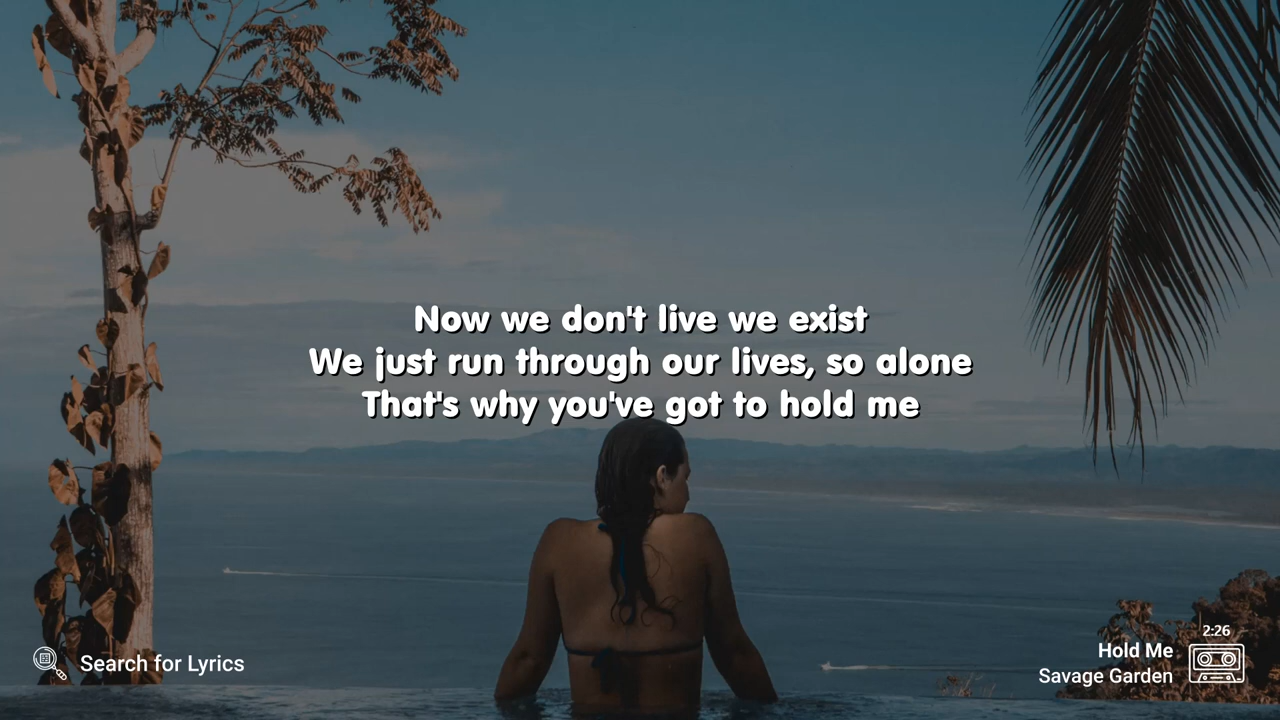 Now we don't live we exist
We just run through our lives, so alone
That's why you've got to hold me
Search for Lyrics
2:26
Hold Me
Savage Garden